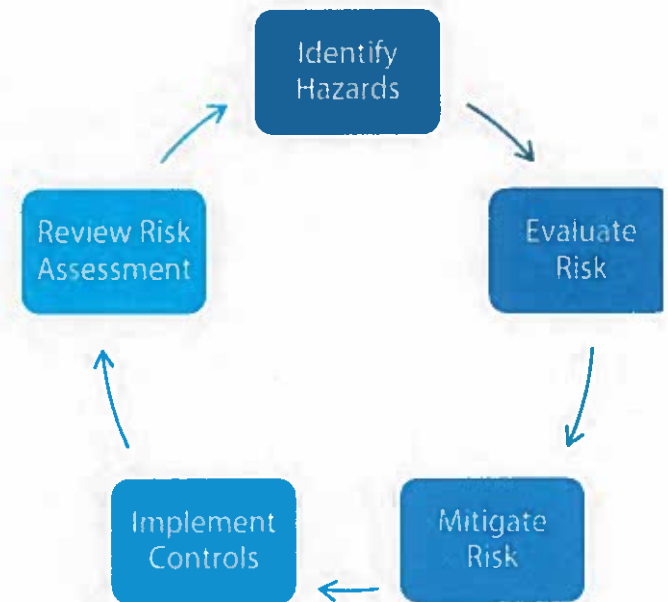 Identify
Hazards
Evaluate
Risk
Mitigate
Risk
Implement
Controls
Review Risk
Assessment